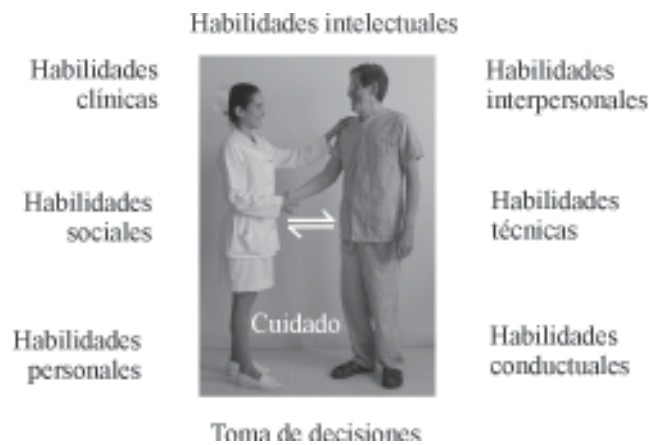 Habilidades intelectuales
Habilidades
clínicas
Habilidades
interpersonales
Habilidades
sociales
Habilidades
técnicas
Cuidado
Habilidades
personales
Habilidades
conductuales
Toma de decisiones